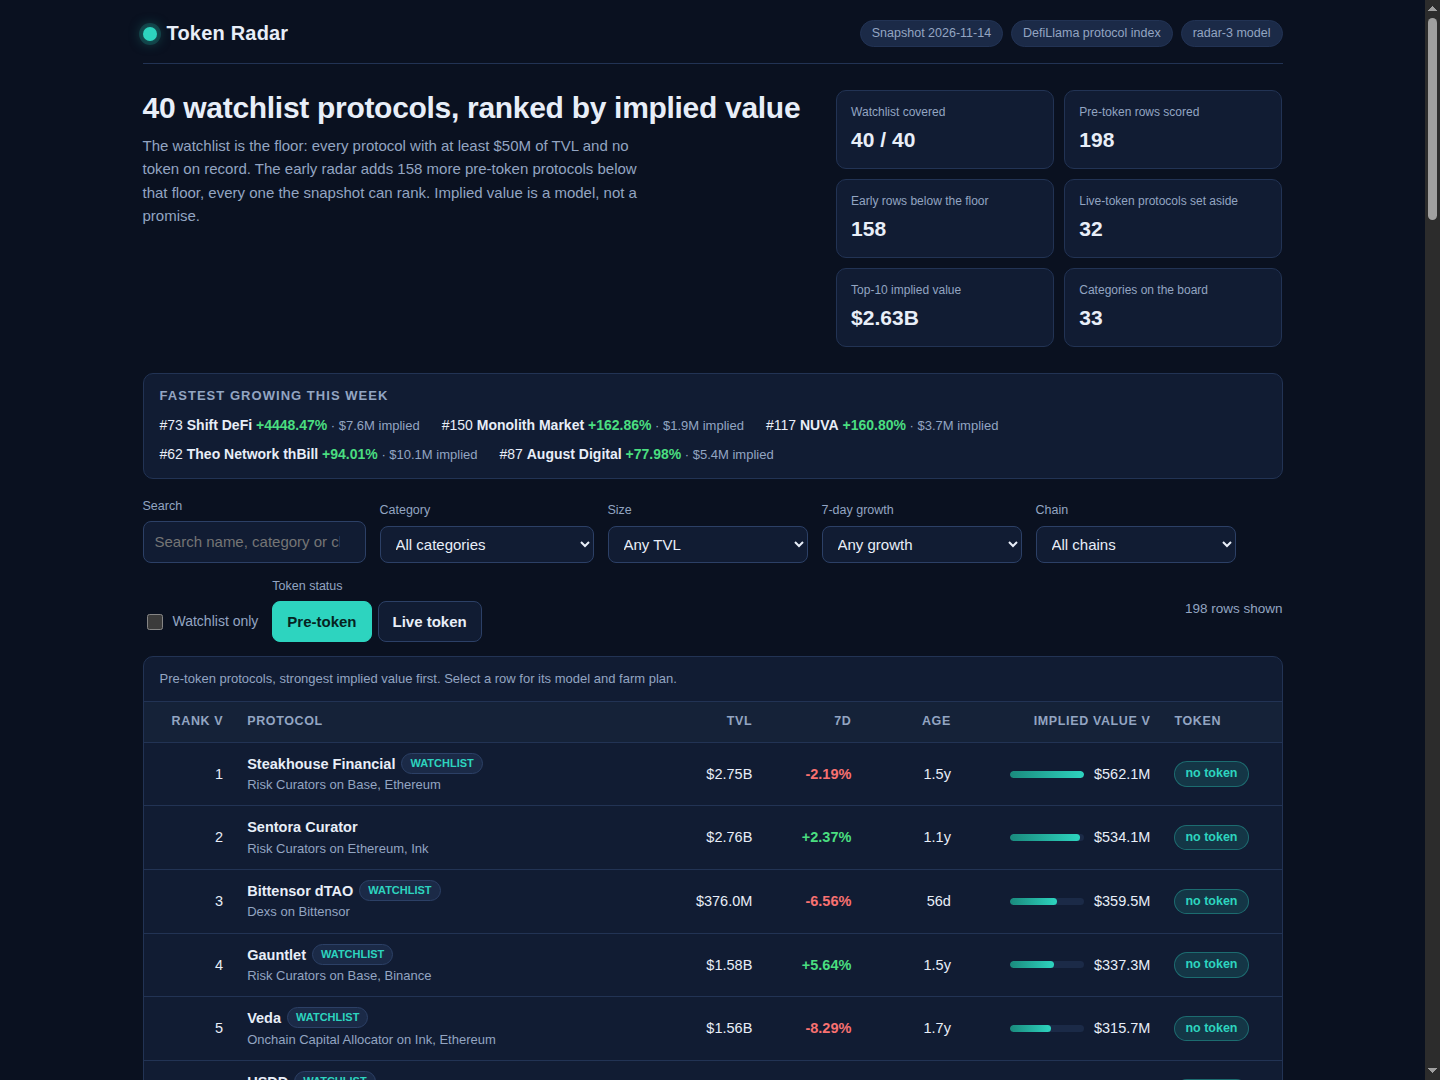 Token Radar
Snapshot 2026-11-14
DefiLlama protocol index
radar-3 model
40 watchlist protocols, ranked by implied value
The watchlist is the floor: every protocol with at least $50M of TVL and no
token on record. The early radar adds 158 more pre-token protocols below
that floor, every one the snapshot can rank. Implied value is a model, not a
promise.
Watchlist covered
40 / 40
Pre-token rows scored
198
Early rows below the floor
158
Live-token protocols set aside
32
Top-10 implied value
$2.63B
Categories on the board
33
FASTEST GROWING THIS WEEK
#73 Shift DeFi +4448.47% · $7.6M implied
#150 Monolith Market +162.86% · $1.9M implied
#117 NUVA +160.80% · $3.7M implied
#62 Theo Network thBill +94.01% · $10.1M implied
#87 August Digital +77.98% · $5.4M implied
Search
Search name, category or
Category
All categories
Size
Any TVL
7-day growth
Any growth
Chain
All chains
Watchlist only
Token status
Pre-token
Live token
198 rows shown
Pre-token protocols, strongest implied value first. Select a row for its model and farm plan.
RANK V PROTOCOL TVL 7D AGE IMPLIED VALUE V TOKEN
1 Steakhouse Financial WATCHLIST $2.75B -2.19% 1.5y $562.1M no token
Risk Curators on Base, Ethereum
2 Sentora Curator $2.76B +2.37% 1.1y $534.1M no token
Risk Curators on Ethereum, Ink
3 Bittensor dTAO WATCHLIST $376.0M -6.56% 56d $359.5M no token
Dexs on Bittensor
4 Gauntlet WATCHLIST $1.58B +5.64% 1.5y $337.3M no token
Risk Curators on Base, Binance
5 Veda WATCHLIST $1.56B -8.29% 1.7y $315.7M no token
Onchain Capital Allocator on Ink, Ethereum